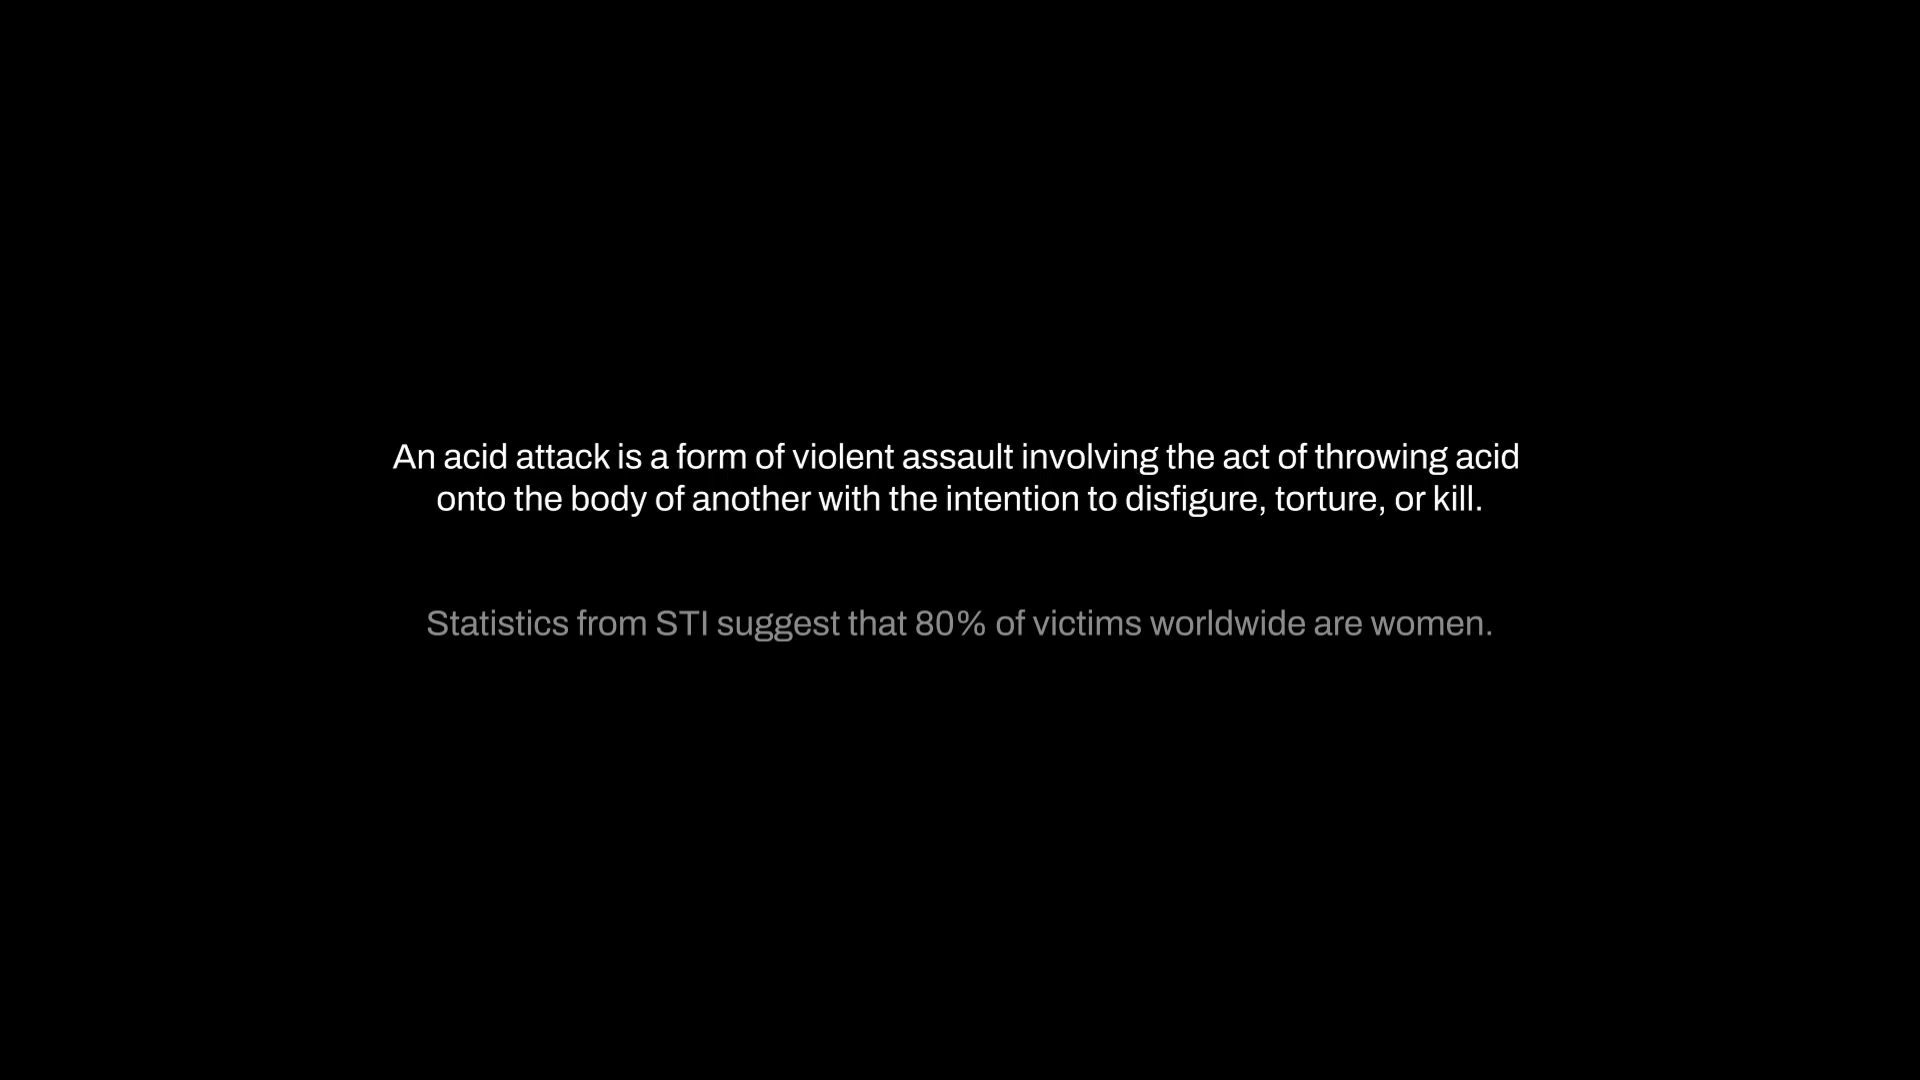 An acid attack is a form of violent assault involving the act of throwing acid
onto the body of another with the intention to disfigure, torture, or kill.
Statistics from STI suggest that 80% of victims worldwide are women.